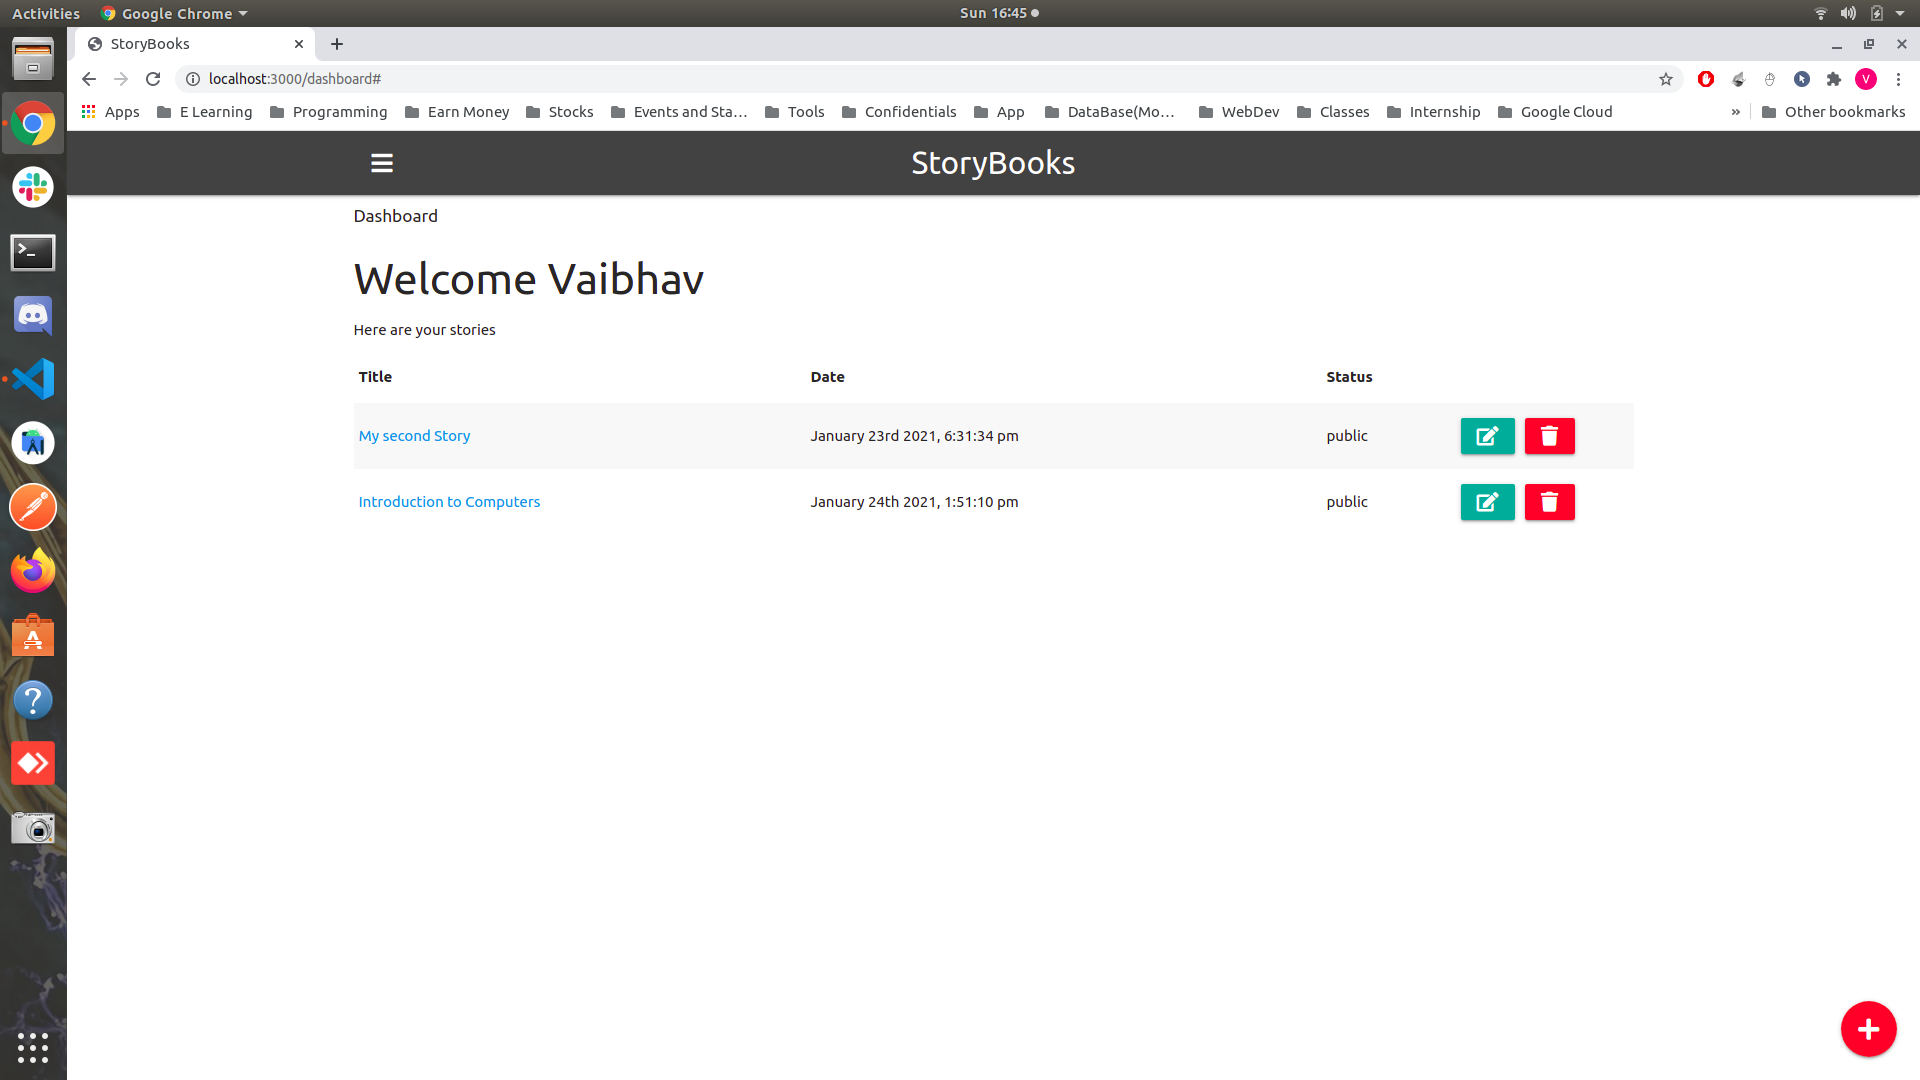 Activities Google Chrome Sun 16:45
StoryBooks
localhost:3000/dashboard#
V
Apps E Learning Programming Earn Money Stocks Events and Sta... Tools Confidentials App DataBase(Mo... WebDev Classes Internship Google Cloud » Other bookmarks
StoryBooks
Dashboard
Welcome Vaibhav
Here are your stories
Title Date Status
My second Story January 23rd 2021, 6:31:34 pm public
Introduction to Computers January 24th 2021, 1:51:10 pm public